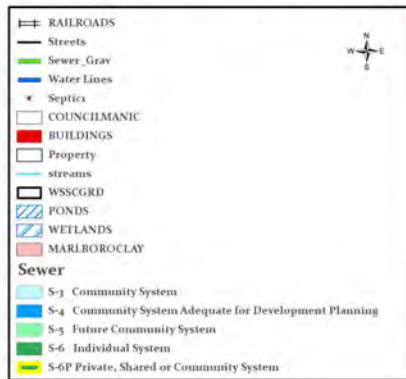 RAILROADS
N
W E
S
Streets
Sewer_Grav
Water Lines
Septic1
COUNCILMANIC
BUILDINGS
Property
streams
WSSCGRD
PONDS
WETLANDS
MARLBOROCLAY
Sewer
S-3 Community System
S-4 Community System Adequate for Development Planning
S-5 Future Community System
S-6 Individual System
S-6P Private, Shared or Community System